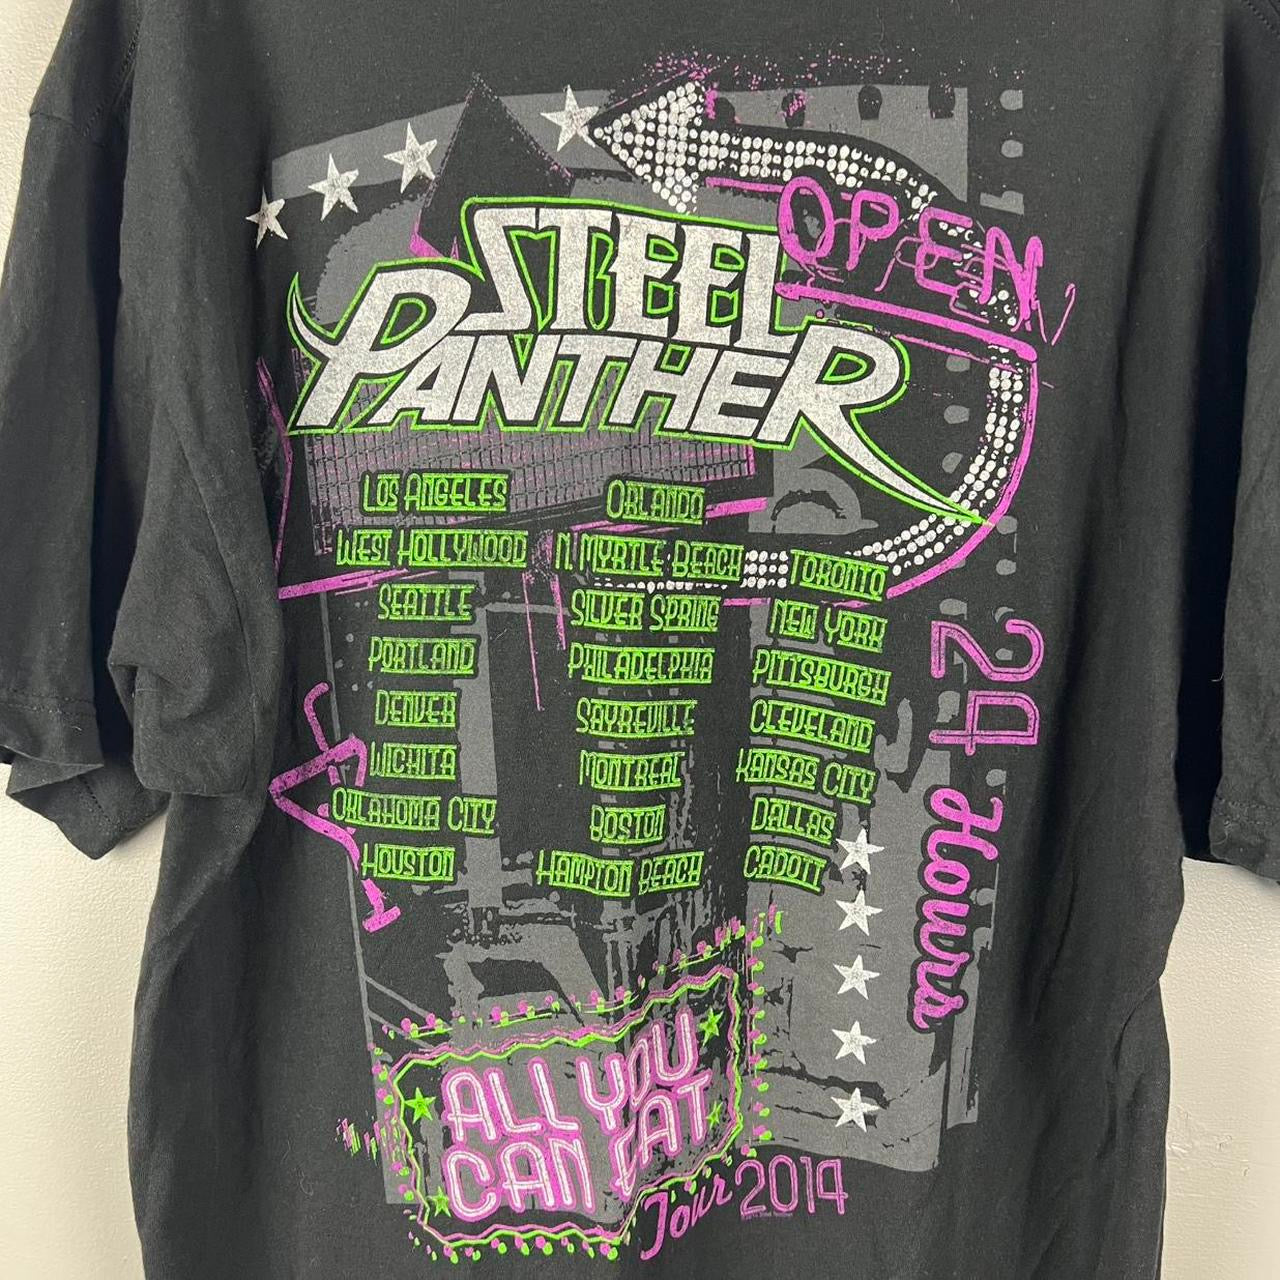 OPEN
STEEL
PANTHER
LOS ANGELES
WEST HOLLYWOOD
SEATTLE
PORTLAND
DENVER
WICHITA
OKLAHOMA CITY
HOUSTON
ORLANDO
N. MYRTLE BEACH
SILVER SPRING
PHILADELPHIA
SAYREVILLE
MONTREAL
BOSTON
HAMPTON BEACH
TORONTO
NEW YORK
PITTSBURGH
CLEVELAND
KANSAS CITY
DALLAS
CADOTT
24 Hours
ALL YOU
CAN EAT
Tour 2014